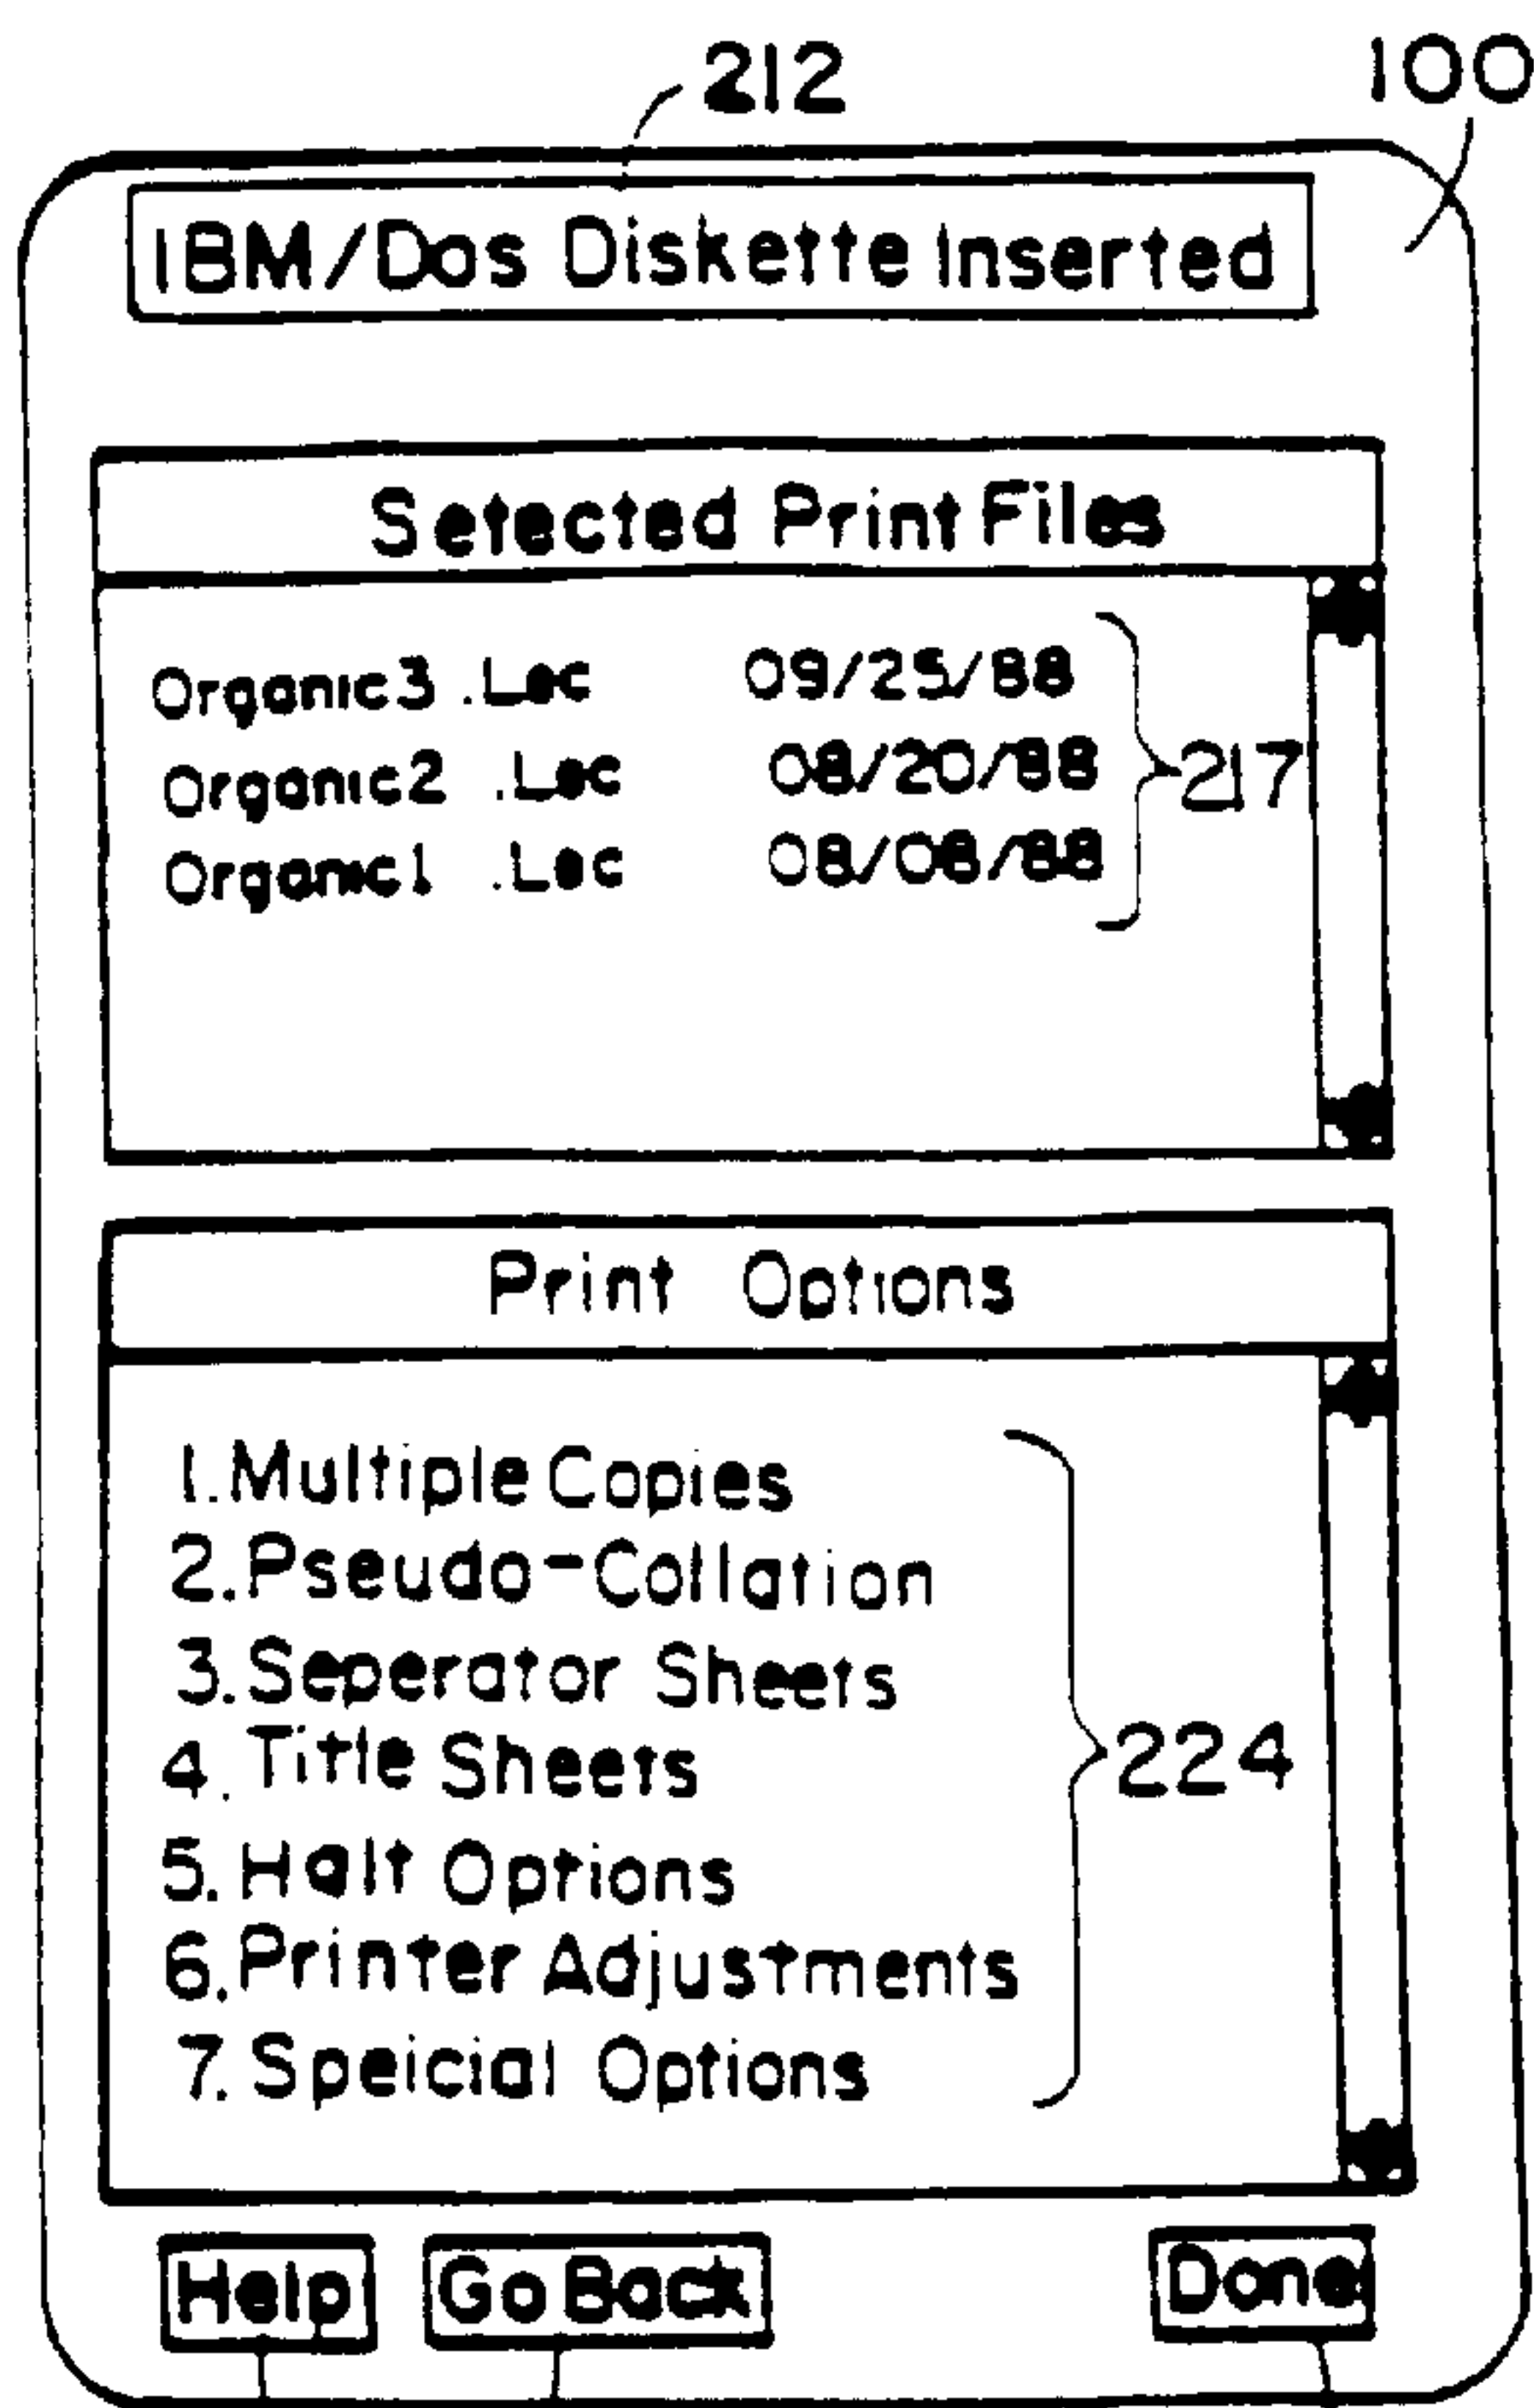 212 100
IBM/Dos Diskette Inserted
Selected Print Files
Organic3 .Lec 09/25/88
Organic2 .Lec 08/20/88
217
Organic1 .Lec 08/08/88
Print Options
1. Multiple Copies
2. Pseudo-Collation
3. Seperator Sheets
4. Title Sheets
224
5. Halt Options
6. Printer Adjustments
7. Speicial Options
Help Go Back Done